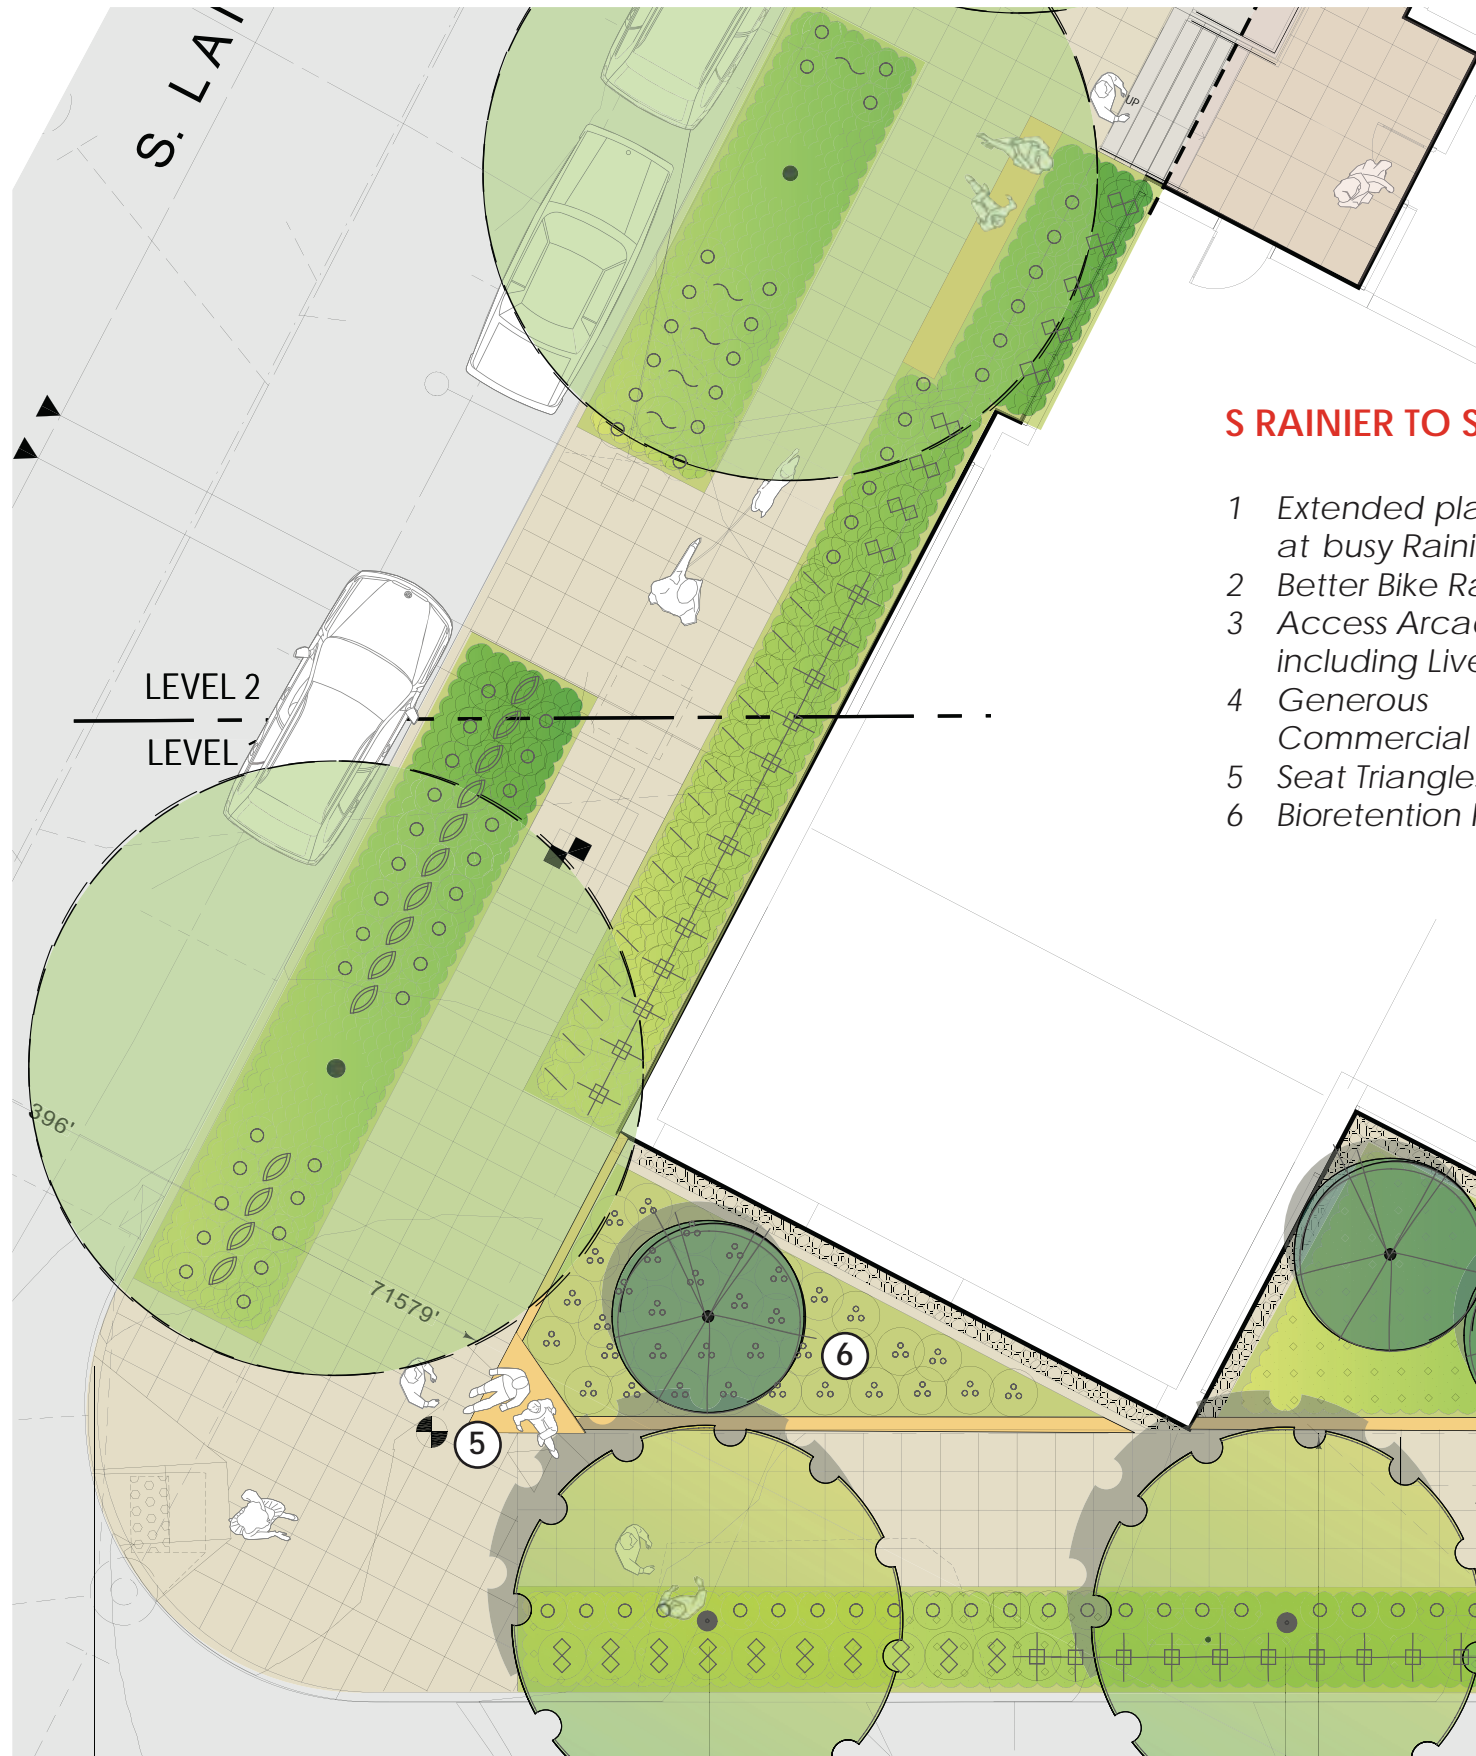 S. LA
UP
S RAINIER TO S
1 Extended pla
at busy Raini
2 Better Bike Ra
3 Access Arca
including Live
4 Generous
Commercial
5 Seat Triangle
6 Bioretention
LEVEL 2
LEVEL 1
396'
71579'
6
5